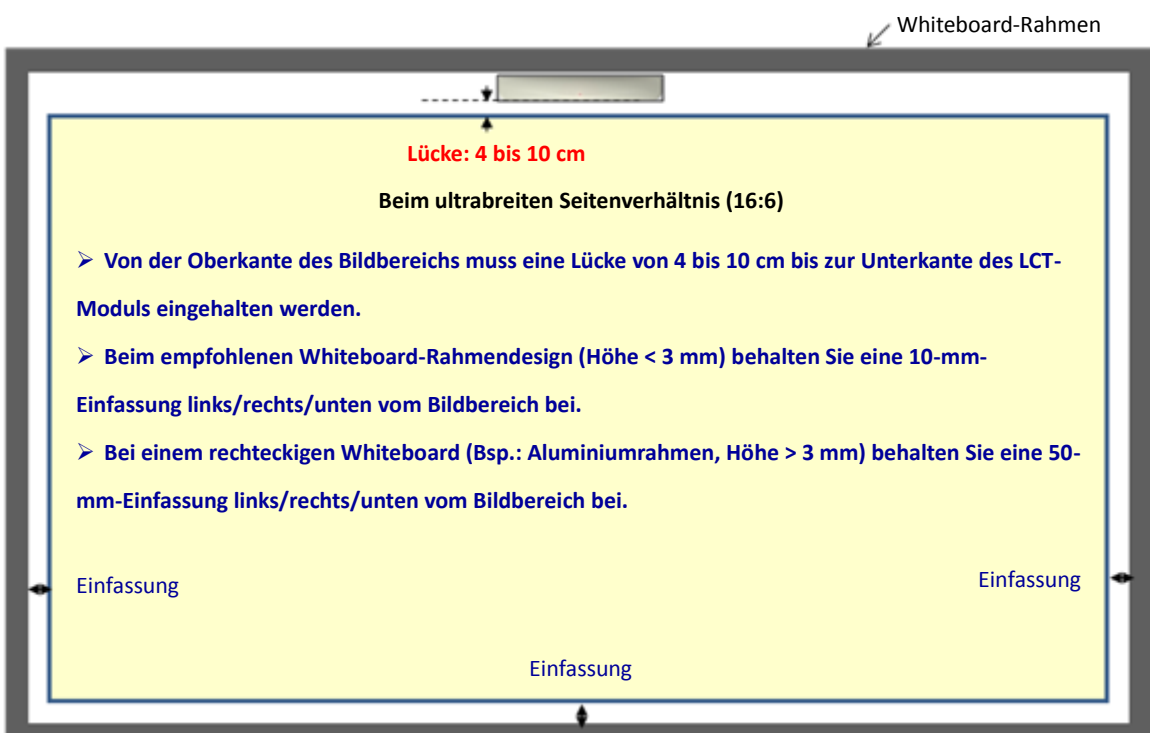 Whiteboard-Rahmen
Lücke: 4 bis 10 cm
Beim ultrabreiten Seitenverhältnis (16:6)
➢ Von der Oberkante des Bildbereichs muss eine Lücke von 4 bis 10 cm bis zur Unterkante des LCT-
Moduls eingehalten werden.
➢ Beim empfohlenen Whiteboard-Rahmendesign (Höhe < 3 mm) behalten Sie eine 10-mm-
Einfassung links/rechts/unten vom Bildbereich bei.
➢ Bei einem rechteckigen Whiteboard (Bsp.: Aluminiumrahmen, Höhe > 3 mm) behalten Sie eine 50-
mm-Einfassung links/rechts/unten vom Bildbereich bei.
Einfassung
Einfassung
Einfassung